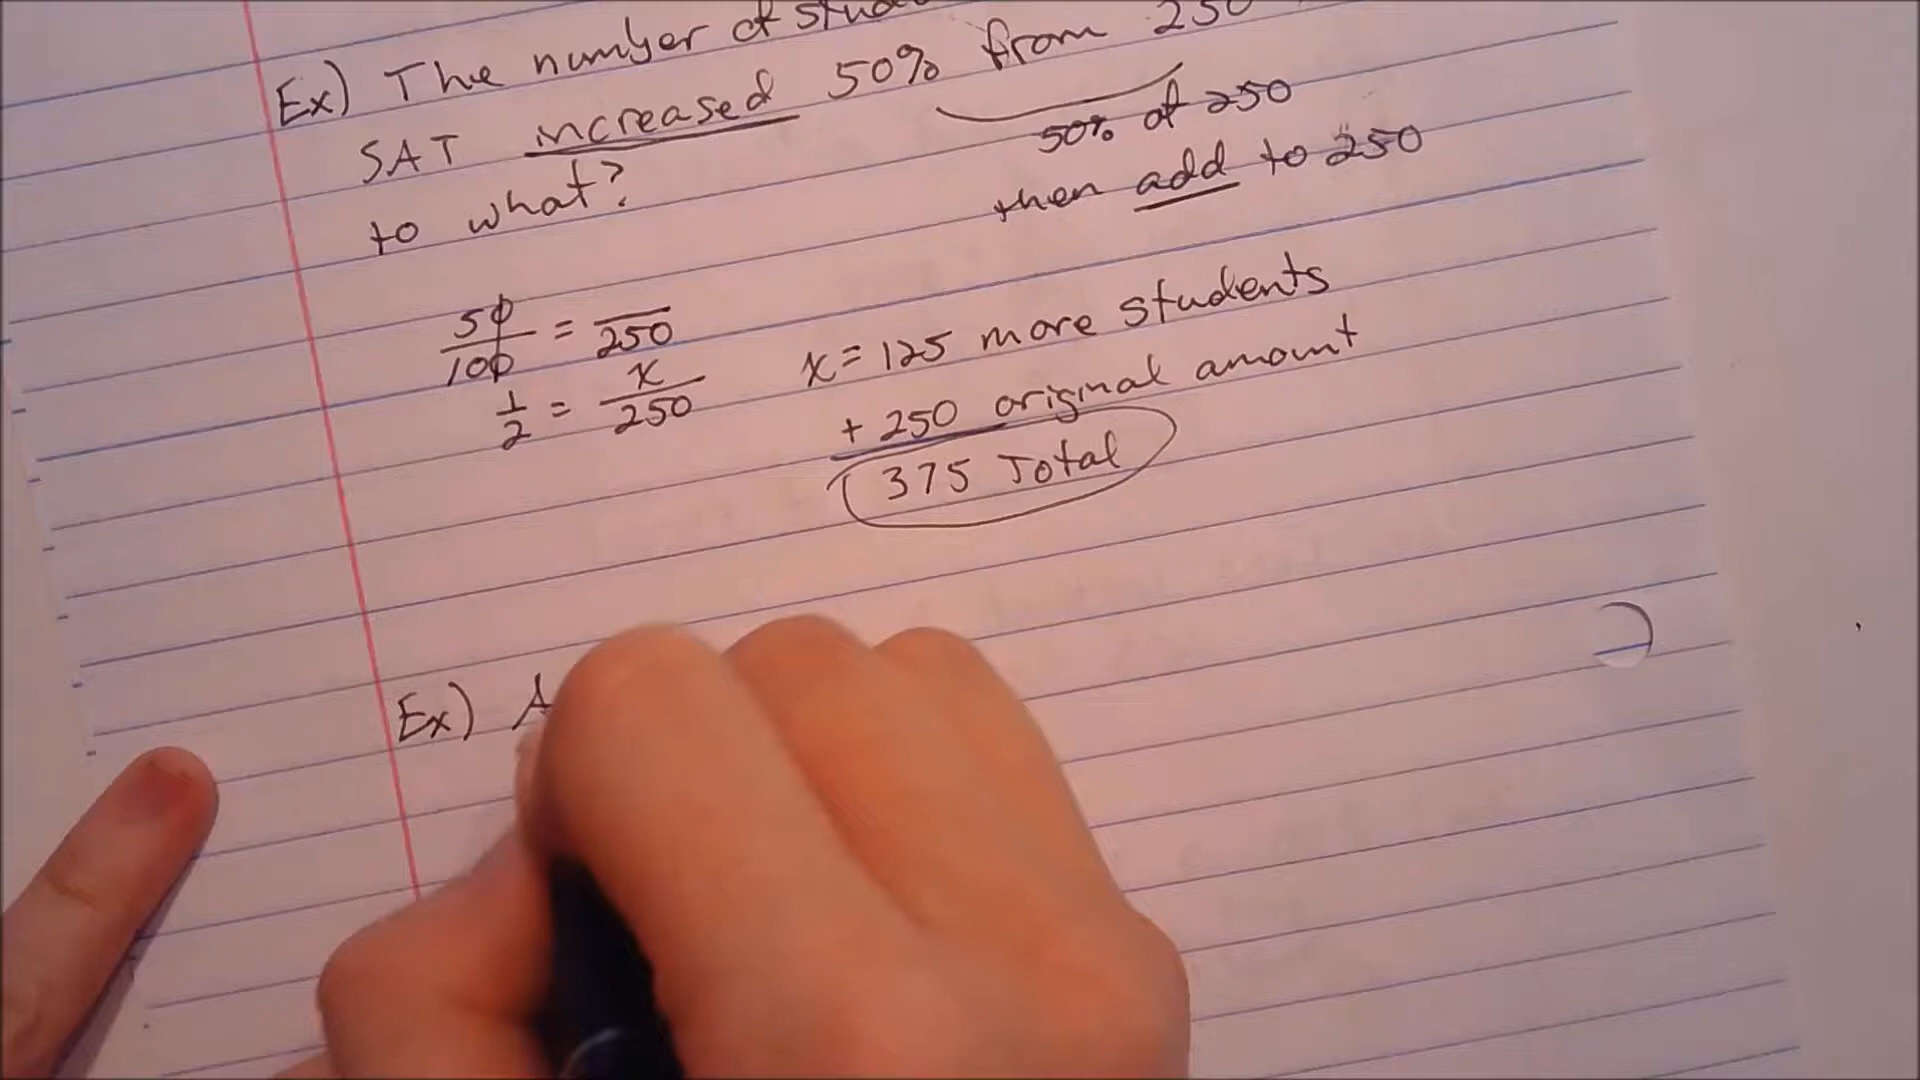 Ex) The number of
SAT increased 50% from 250
to what?
50% of 250
then add to 250
50/100 = /250
1/2 = x/250
x = 125 more students
+ 250 original amount
375 Total
Ex) A